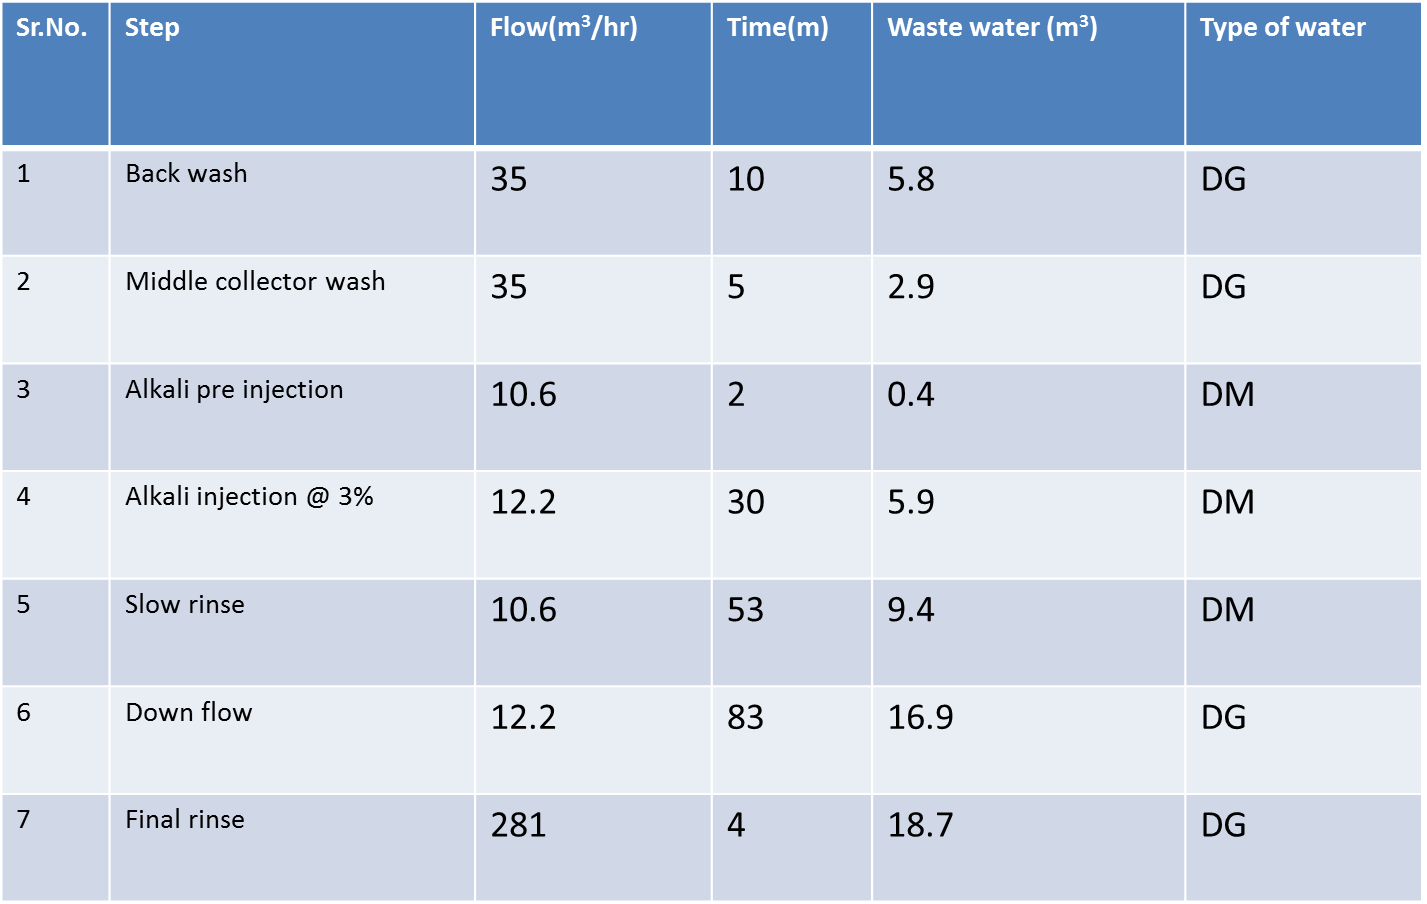 Sr.No. Step Flow(m³/hr) Time(m) Waste water (m³) Type of water
1 Back wash 35 10 5.8 DG
2 Middle collector wash 35 5 2.9 DG
3 Alkali pre injection 10.6 2 0.4 DM
4 Alkali injection @ 3% 12.2 30 5.9 DM
5 Slow rinse 10.6 53 9.4 DM
6 Down flow 12.2 83 16.9 DG
7 Final rinse 281 4 18.7 DG